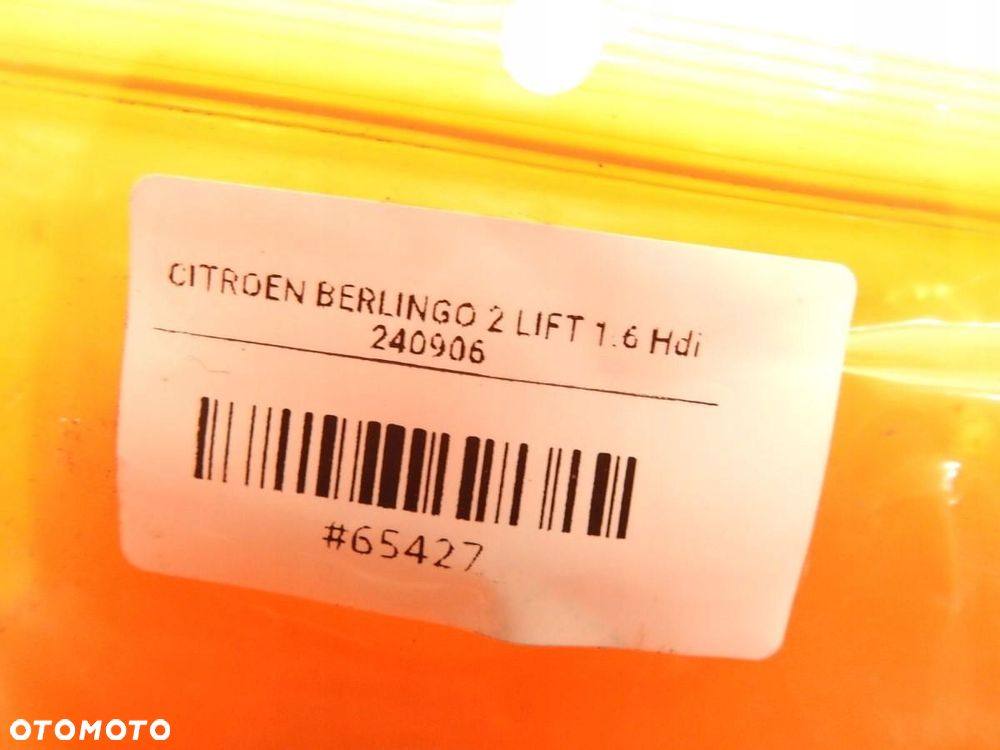 CITROEN BERLINGO 2 LIFT 1.6 Hdi
240906
#65427
OTOMOTO